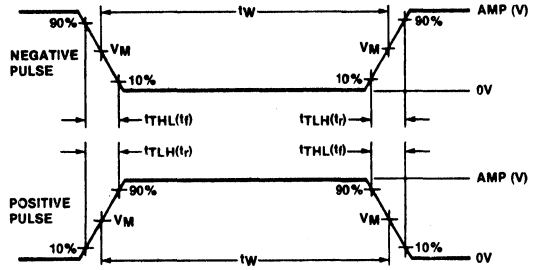 tW
AMP (V)
90%
90%
NEGATIVE
PULSE
VM
VM
10%
10%
0V
tTHL(tf)
tTLH(tr)
tTLH(tr)
tTHL(tf)
AMP (V)
POSITIVE
PULSE
90%
90%
VM
VM
10%
10%
tW
0V